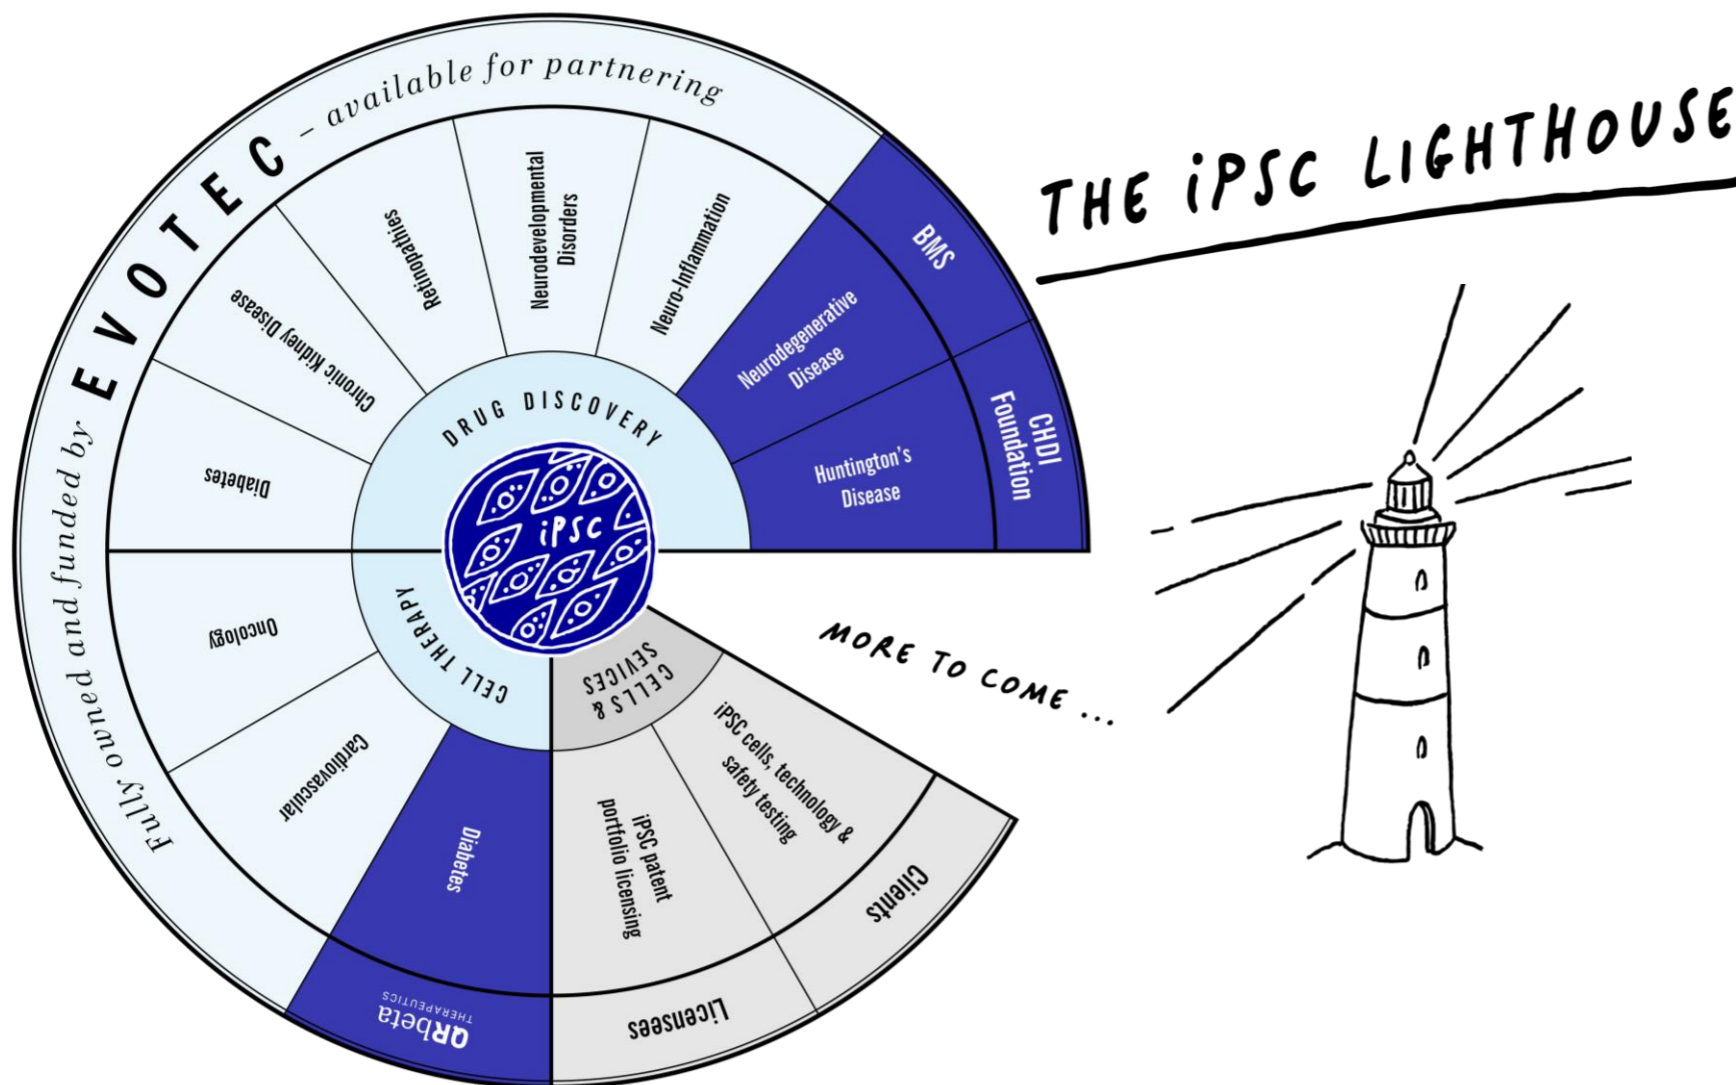 THE iPSC LIGHTHOUSE
Fully owned and funded by EVOTEC – available for partnering
DRUG DISCOVERY
Diabetes
Chronic Kidney Disease
Retinopathies
Neurodevelopmental
Disorders
Neuro-Inflammation
Neurodegenerative
Disease
BMS
Huntington's
Disease
CHDI
Foundation
iPSC
CELL THERAPY
Oncology
Cardiovascular
Diabetes
QRbeta
THERAPEUTICS
CELLS &
SEVICES
iPSC patent
portfolio licensing
Licensees
iPSC cells, technology &
safety testing
Clients
MORE TO COME ...